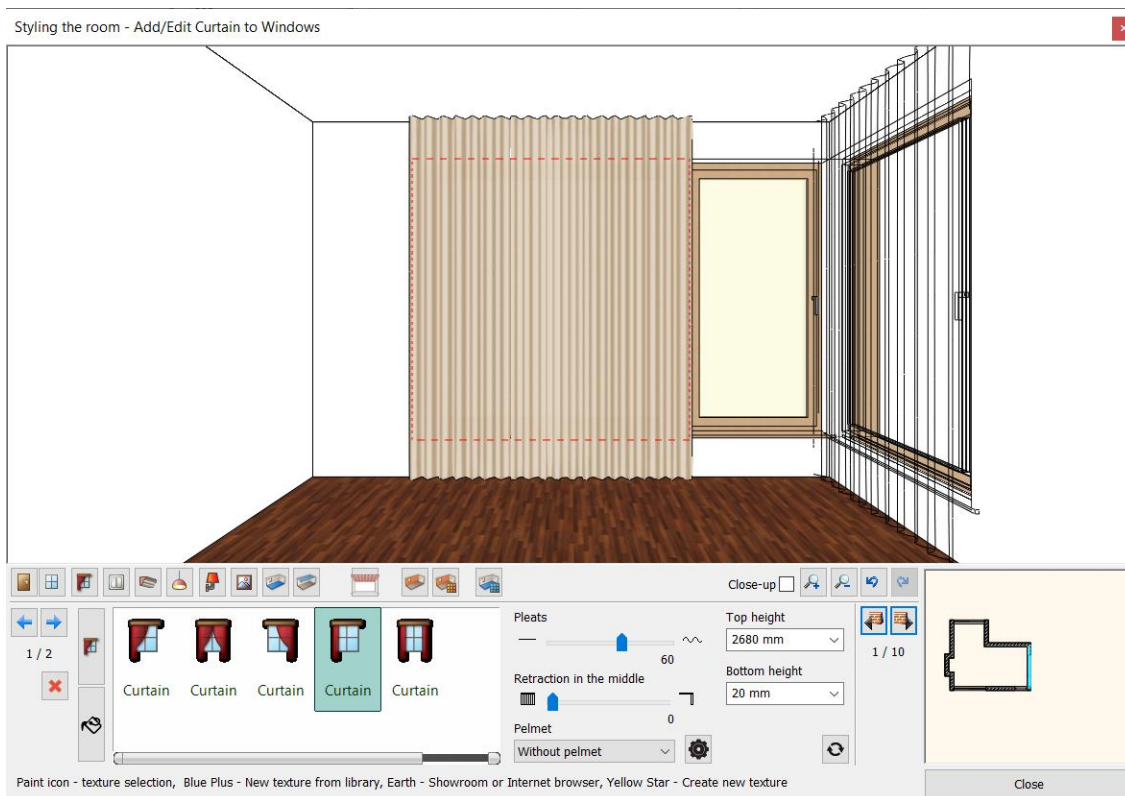 Styling the room - Add/Edit Curtain to Windows
Close-up
1 / 2
Curtain
Curtain
Curtain
Curtain
Curtain
Pleats
60
Retraction in the middle
0
Pelmet
Without pelmet
Top height
2680 mm
Bottom height
20 mm
1 / 10
Paint icon - texture selection, Blue Plus - New texture from library, Earth - Showroom or Internet browser, Yellow Star - Create new texture
Close